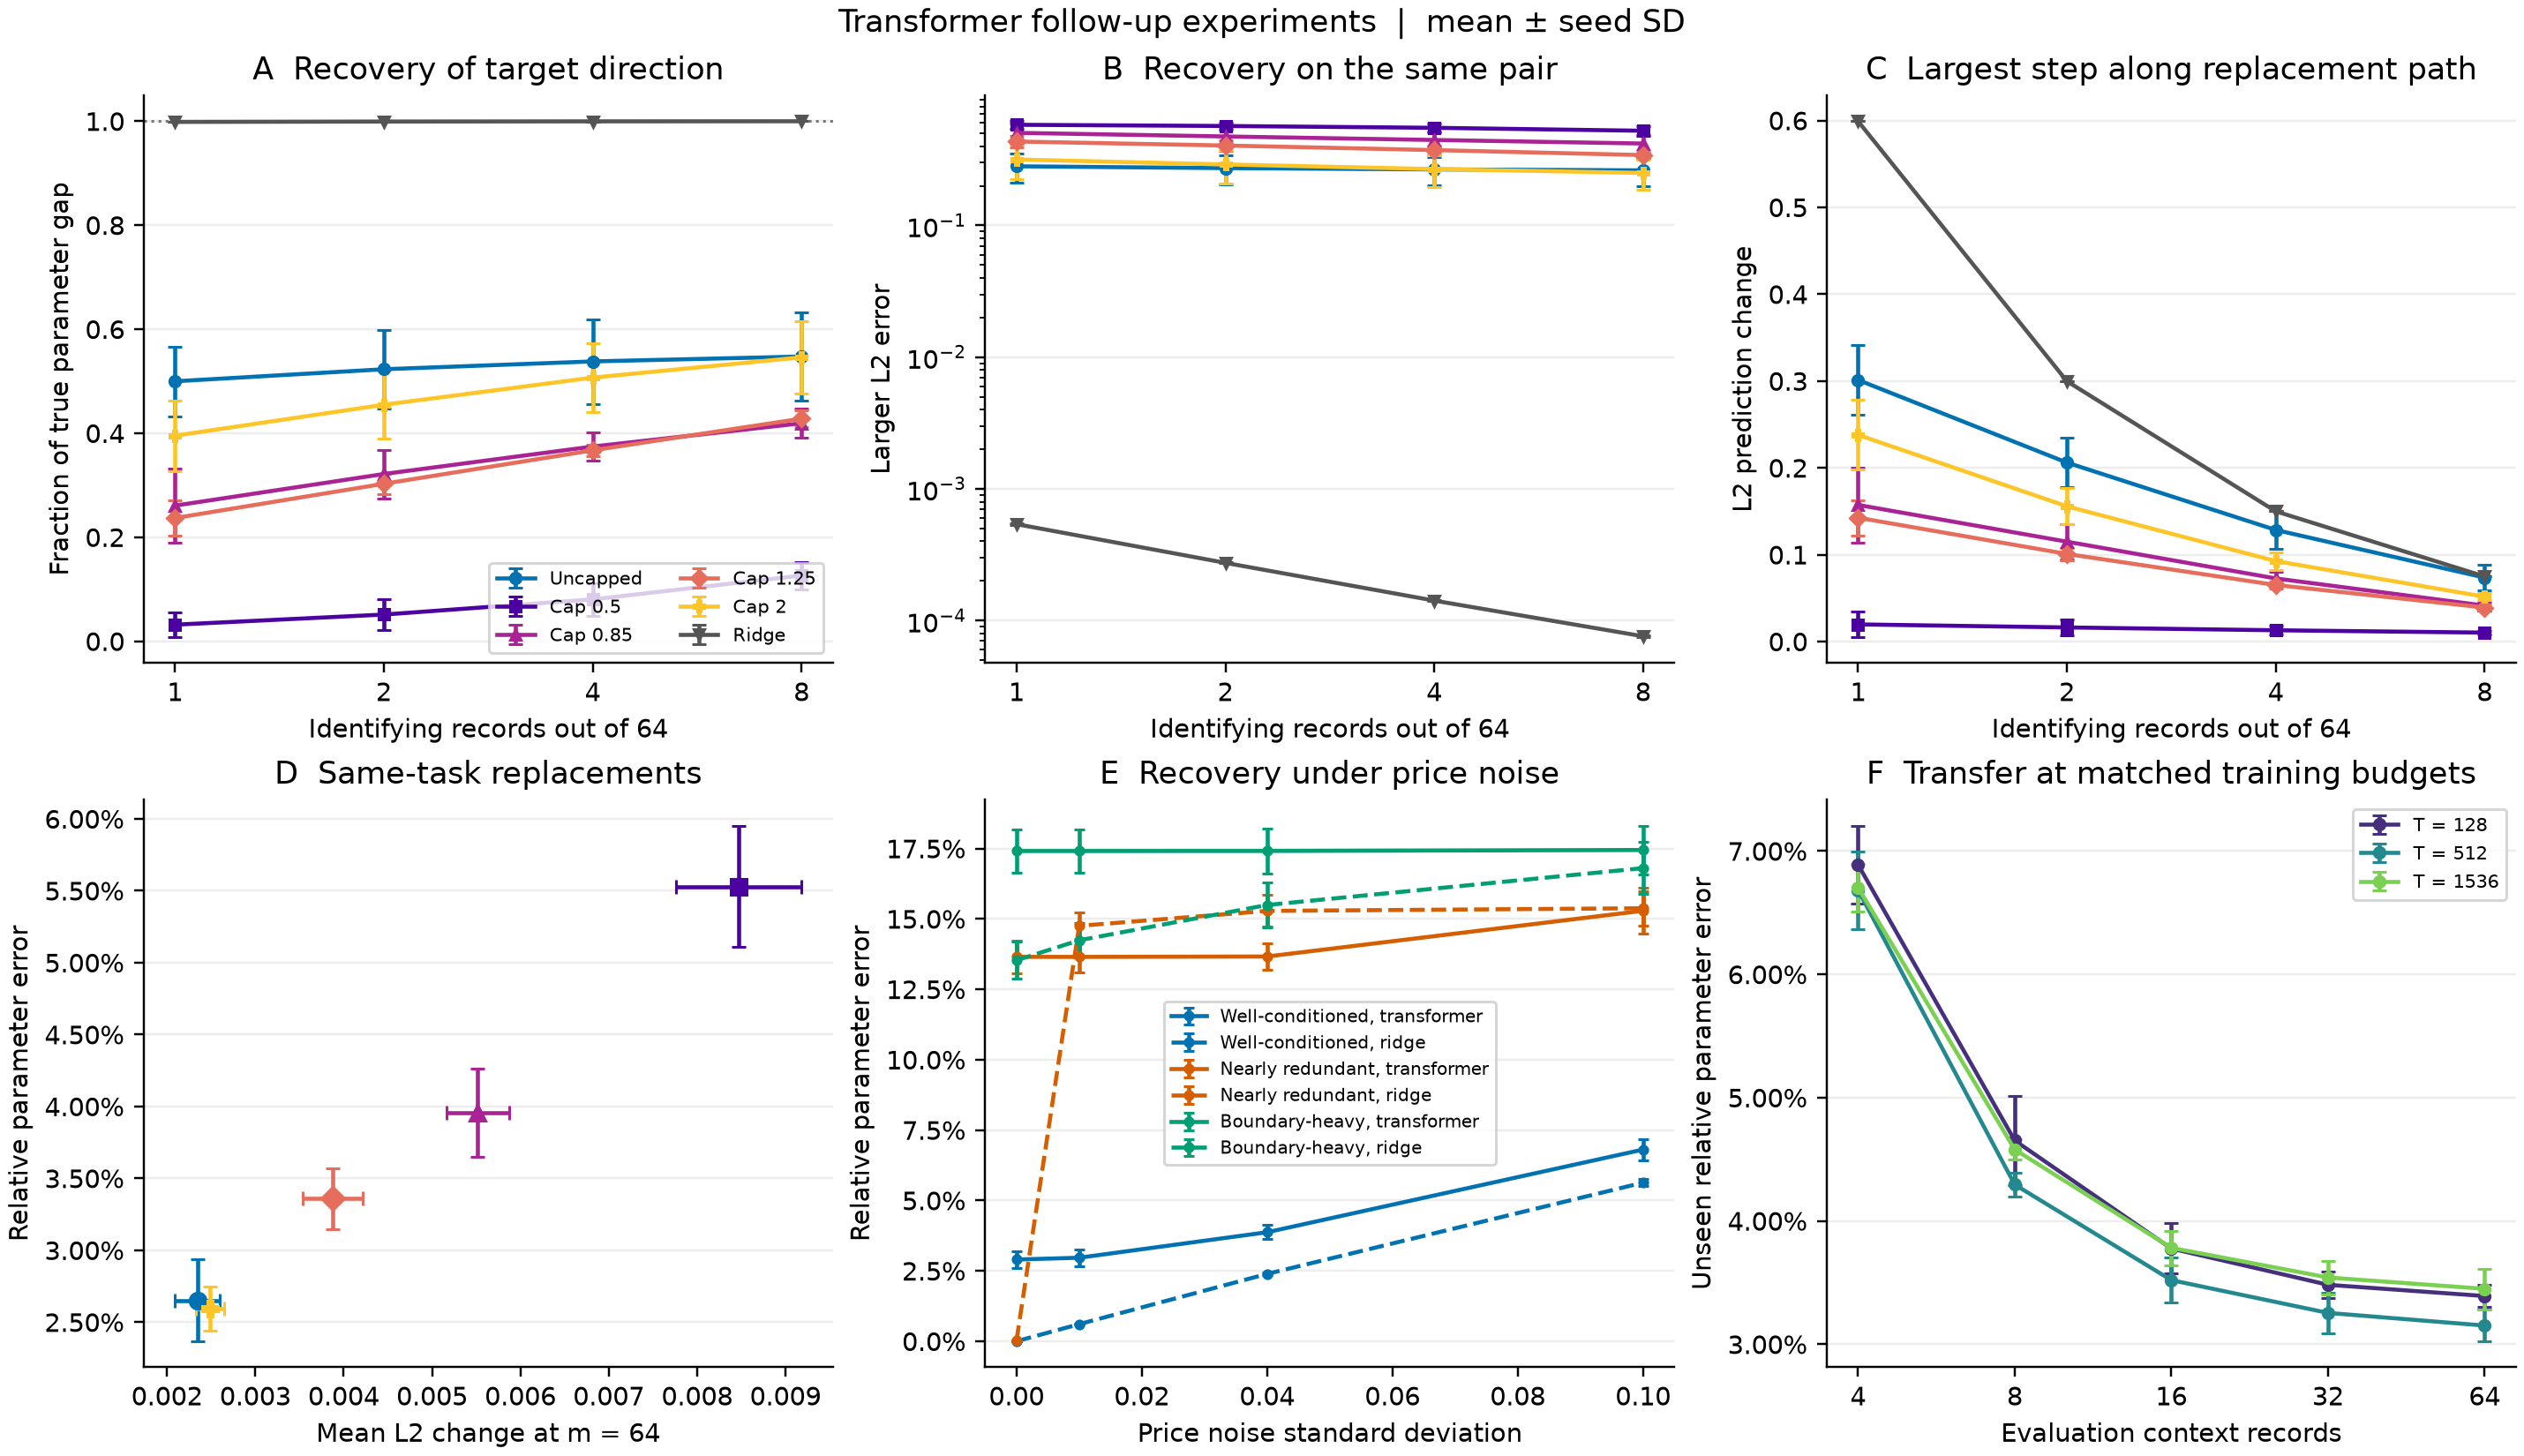 Transformer follow-up experiments | mean ± seed SD
A Recovery of target direction
Fraction of true parameter gap
1.0
0.8
0.6
0.4
0.2
0.0
Uncapped
Cap 0.5
Cap 0.85
Cap 1.25
Cap 2
Ridge
1 2 4 8
Identifying records out of 64
B Recovery on the same pair
Larger L2 error
10⁻¹
10⁻²
10⁻³
10⁻⁴
1 2 4 8
Identifying records out of 64
C Largest step along replacement path
L2 prediction change
0.6
0.5
0.4
0.3
0.2
0.1
0.0
1 2 4 8
Identifying records out of 64
D Same-task replacements
Relative parameter error
6.00%
5.50%
5.00%
4.50%
4.00%
3.50%
3.00%
2.50%
0.002 0.003 0.004 0.005 0.006 0.007 0.008 0.009
Mean L2 change at m = 64
E Recovery under price noise
Relative parameter error
17.5%
15.0%
12.5%
10.0%
7.5%
5.0%
2.5%
0.0%
Well-conditioned, transformer
Well-conditioned, ridge
Nearly redundant, transformer
Nearly redundant, ridge
Boundary-heavy, transformer
Boundary-heavy, ridge
0.00 0.02 0.04 0.06 0.08 0.10
Price noise standard deviation
F Transfer at matched training budgets
Unseen relative parameter error
7.00%
6.00%
5.00%
4.00%
3.00%
T = 128
T = 512
T = 1536
4 8 16 32 64
Evaluation context records